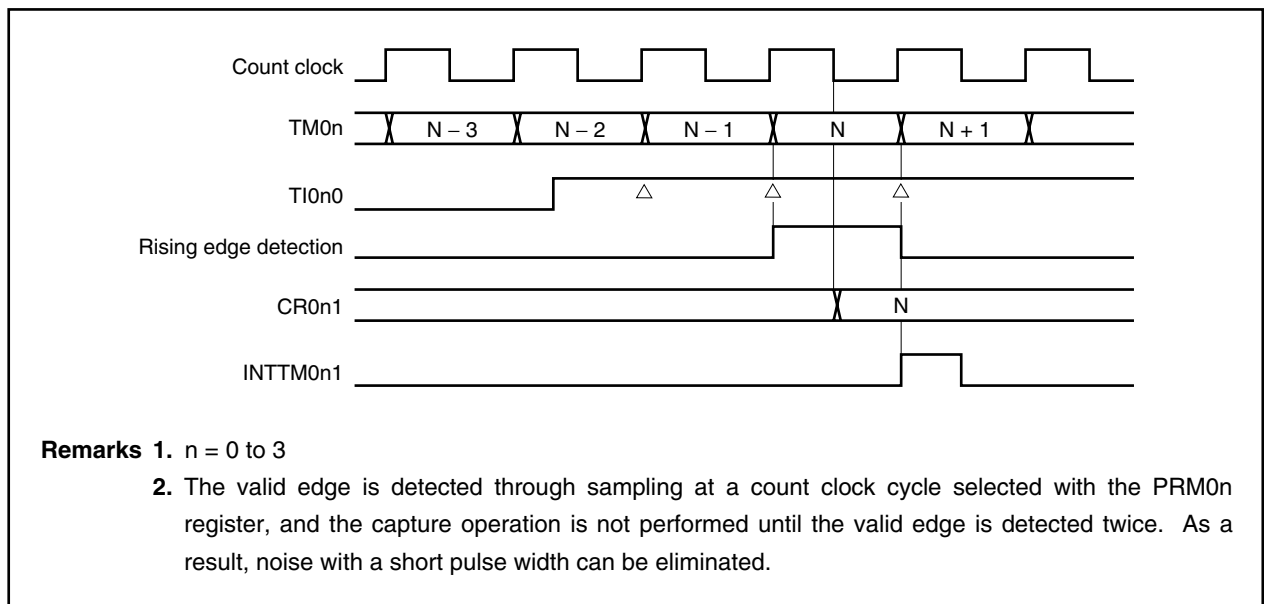 Count clock
TM0n N – 3 N – 2 N – 1 N N + 1
TI0n0
Rising edge detection
CR0n1 N
INTTM0n1
Remarks 1. n = 0 to 3
2. The valid edge is detected through sampling at a count clock cycle selected with the PRM0n
register, and the capture operation is not performed until the valid edge is detected twice. As a
result, noise with a short pulse width can be eliminated.